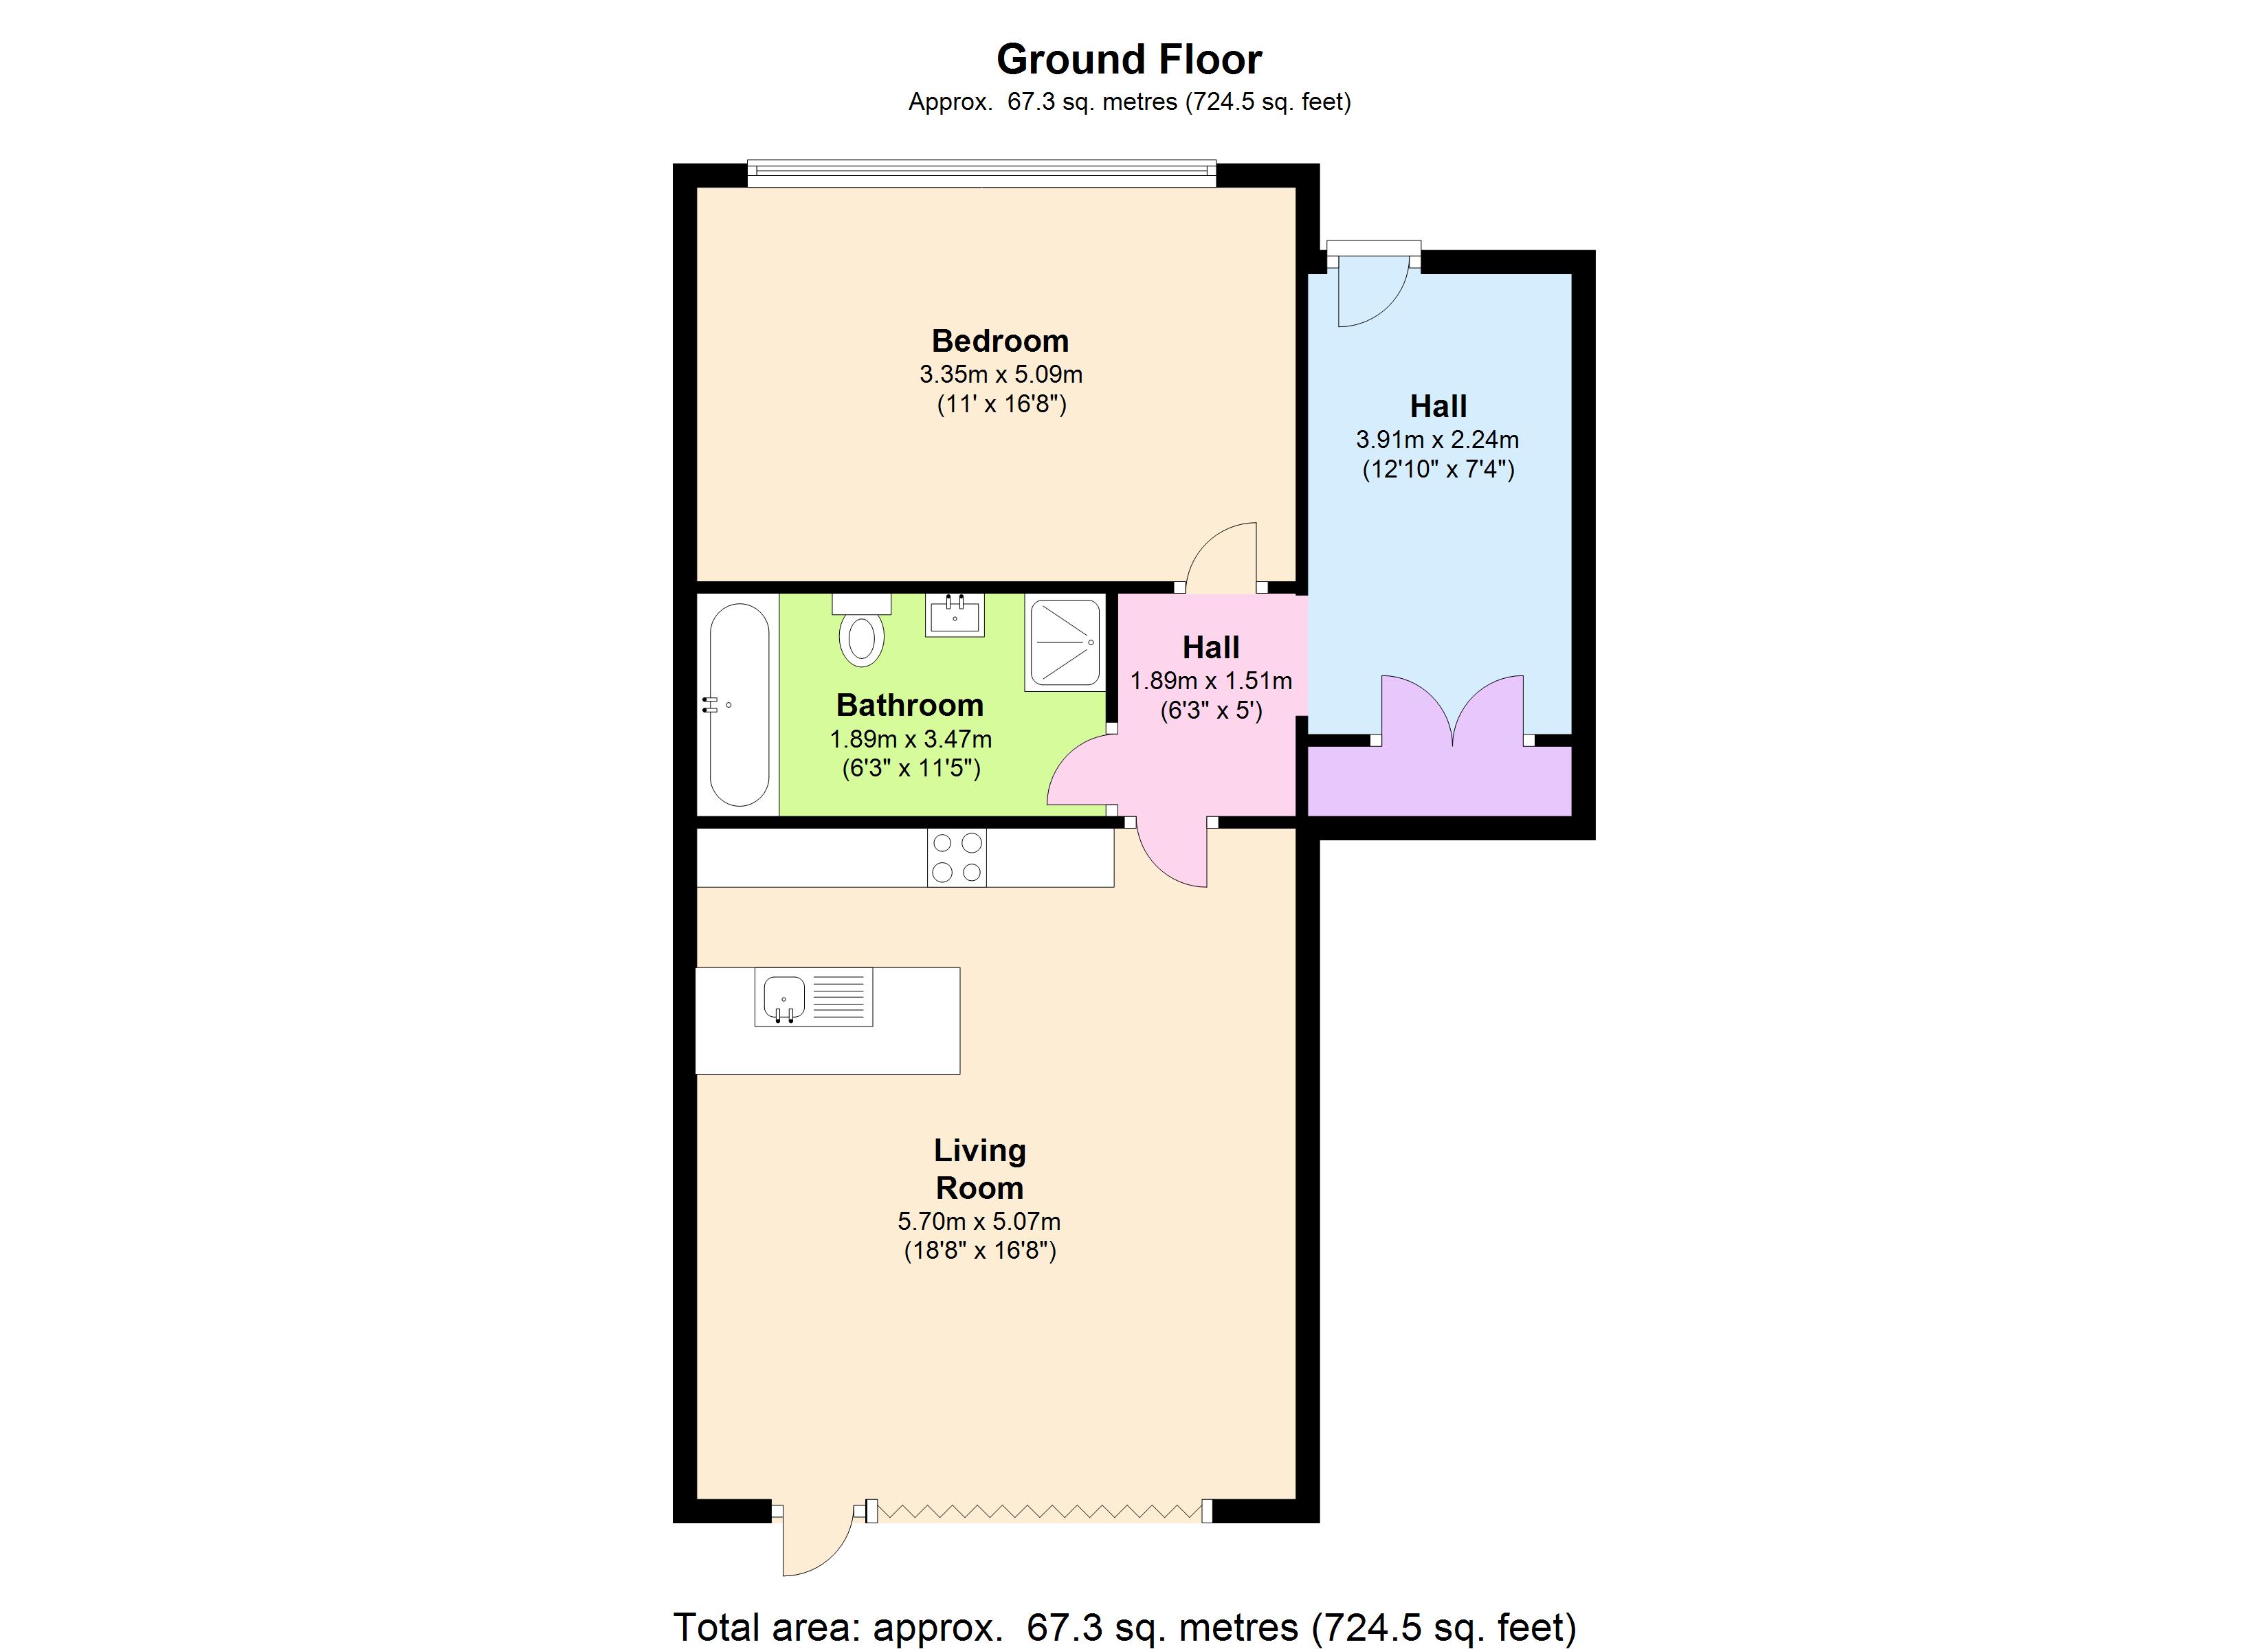 Ground Floor
Approx.  67.3 sq. metres (724.5 sq. feet)
Bedroom
3.35m x 5.09m
(11' x 16'8")
Hall
3.91m x 2.24m
(12'10" x 7'4")
Hall
1.89m x 1.51m
(6'3" x 5')
Bathroom
1.89m x 3.47m
(6'3" x 11'5")
Living
Room
5.70m x 5.07m
(18'8" x 16'8")
Total area: approx.  67.3 sq. metres (724.5 sq. feet)